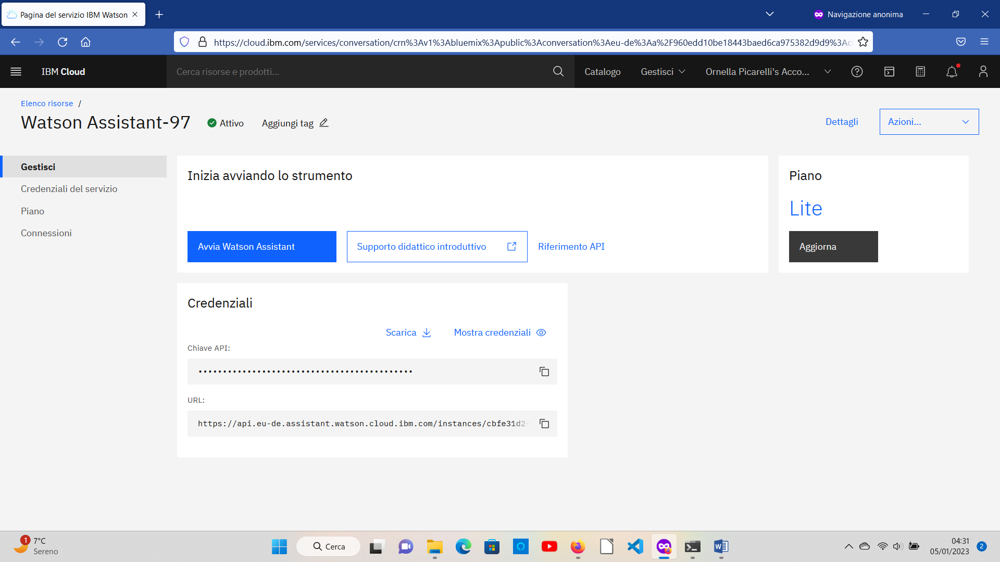 Pagina del servizio IBM Watson
Navigazione anonima
https://cloud.ibm.com/services/conversation/crn%3Av1%3Abluemix%3Apublic%3Aconversation%3Aeu-de%3Aa%2F960edd10be18443baed6ca975382d9d9%3Ac
IBM Cloud
Cerca risorse e prodotti...
Catalogo
Gestisci
Ornella Picarelli's Acco...
Elenco risorse /
Watson Assistant-97
Attivo
Aggiungi tag
Dettagli
Azioni...
Gestisci
Credenziali del servizio
Piano
Connessioni
Inizia avviando lo strumento
Avvia Watson Assistant
Supporto didattico introduttivo
Riferimento API
Piano
Lite
Aggiorna
Credenziali
Scarica
Mostra credenziali
Chiave API:
••••••••••••••••••••••••••••••••••••••••••••
URL:
https://api.eu-de.assistant.watson.cloud.ibm.com/instances/cbfe31d2-
1
7°C
Sereno
Cerca
04:31
05/01/2023
2